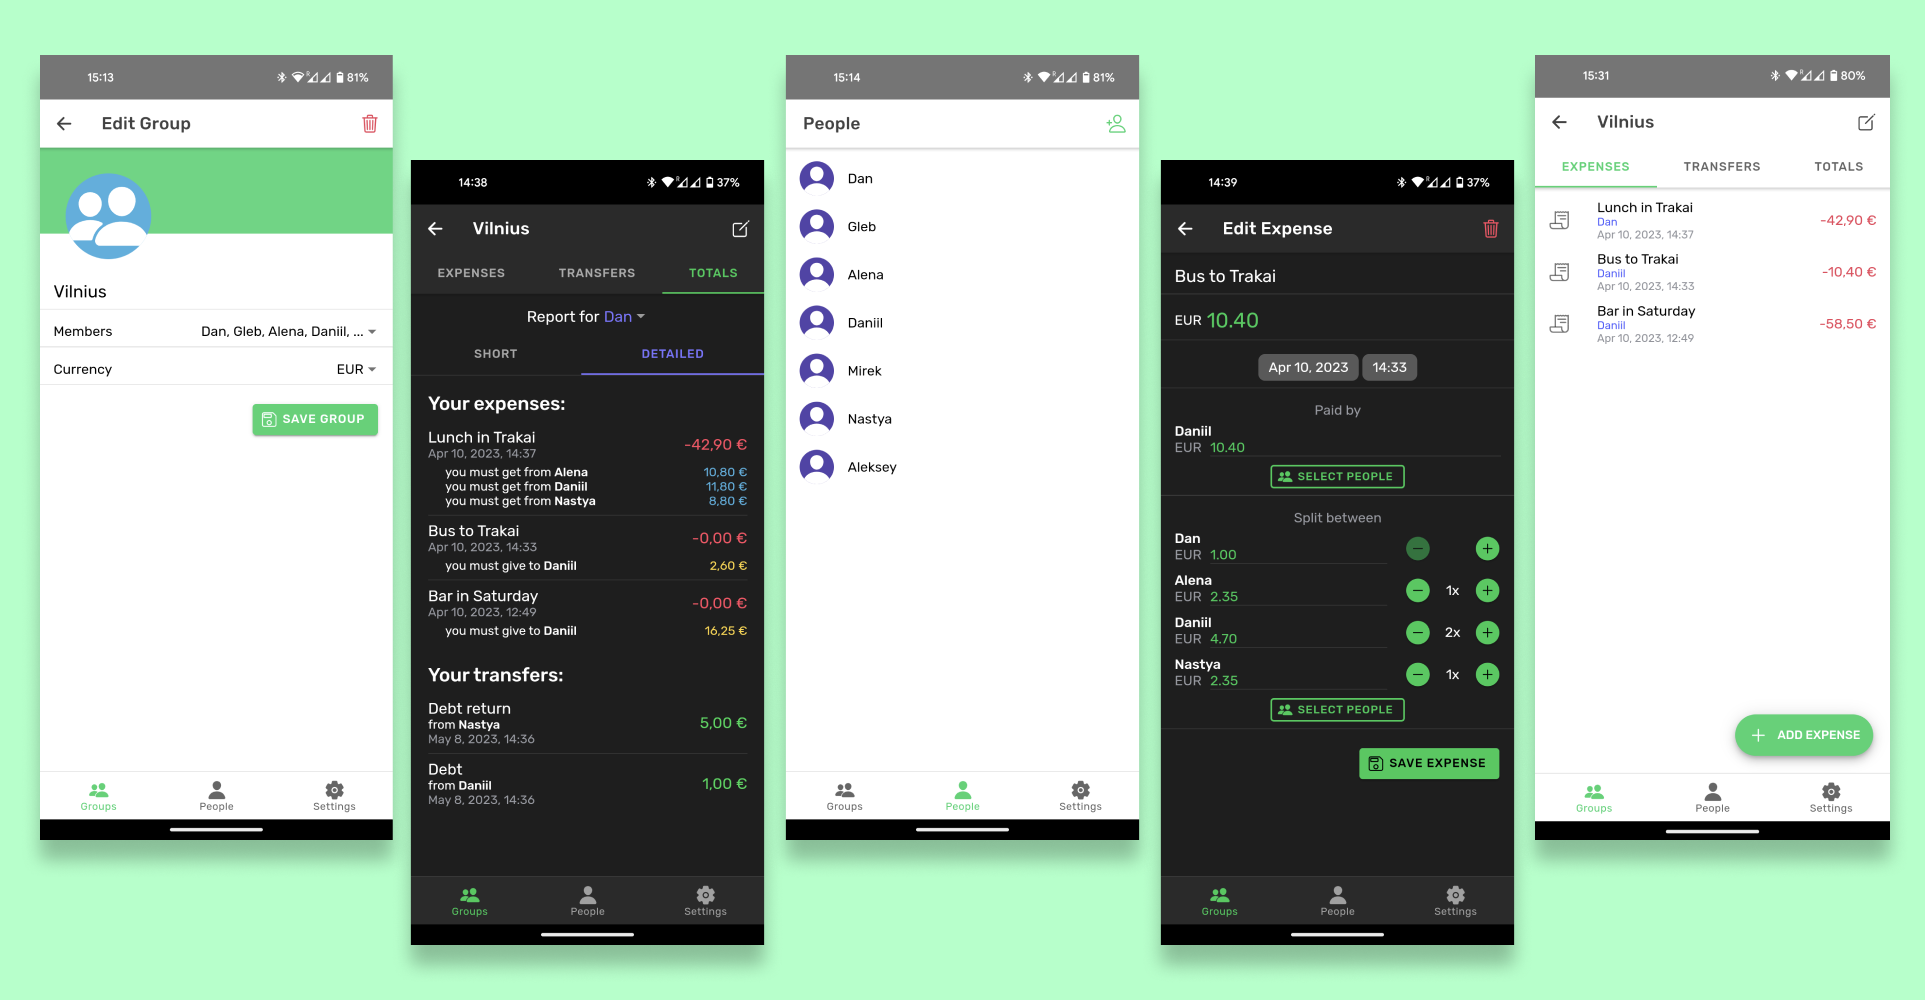 15:13
81%
Edit Group
Vilnius
Members Dan, Gleb, Alena, Daniil, ...
Currency EUR
SAVE GROUP
Groups People Settings
14:38
R
37%
Vilnius
EXPENSES TRANSFERS TOTALS
Report for Dan
SHORT DETAILED
Your expenses:
Lunch in Trakai -42,90 €
Apr 10, 2023, 14:37
you must get from Alena 10,80 €
you must get from Daniil 11,80 €
you must get from Nastya 8,80 €
Bus to Trakai -0,00 €
Apr 10, 2023, 14:33
you must give to Daniil 2,60 €
Bar in Saturday -0,00 €
Apr 10, 2023, 12:49
you must give to Daniil 16,25 €
Your transfers:
Debt return 5,00 €
from Nastya
May 8, 2023, 14:36
Debt 1,00 €
from Daniil
May 8, 2023, 14:36
Groups People Settings
15:14
R
81%
People
Dan
Gleb
Alena
Daniil
Mirek
Nastya
Aleksey
Groups People Settings
14:39
R
37%
Edit Expense
Bus to Trakai
EUR 10.40
Apr 10, 2023 14:33
Paid by
Daniil
EUR 10.40
SELECT PEOPLE
Split between
Dan
EUR 1.00
Alena
EUR 2.35 1x
Daniil
EUR 4.70 2x
Nastya
EUR 2.35 1x
SELECT PEOPLE
SAVE EXPENSE
Groups People Settings
15:31
R
80%
Vilnius
EXPENSES TRANSFERS TOTALS
Lunch in Trakai -42,90 €
Dan
Apr 10, 2023, 14:37
Bus to Trakai -10,40 €
Daniil
Apr 10, 2023, 14:33
Bar in Saturday -58,50 €
Daniil
Apr 10, 2023, 12:49
ADD EXPENSE
Groups People Settings